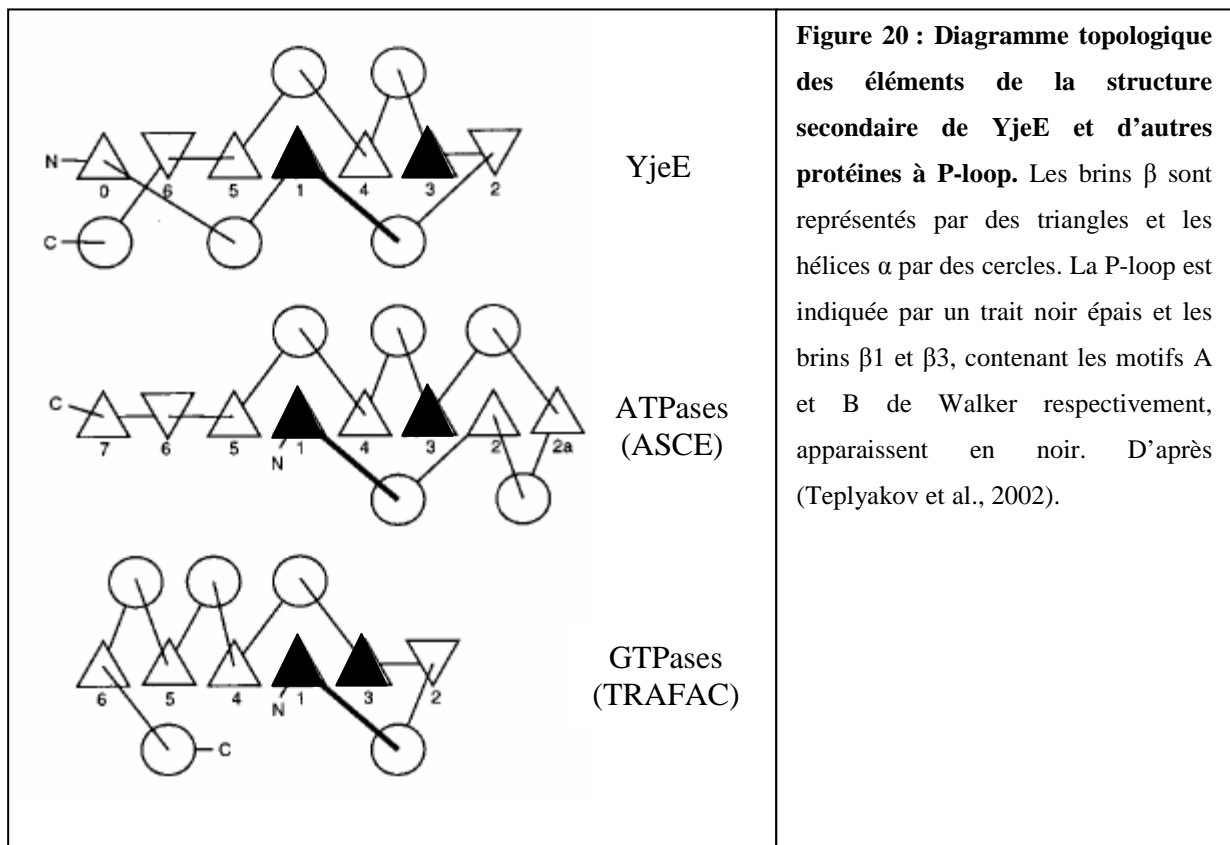 YjeE
N
0
6
5
1
4
3
2
C
ATPases
(ASCE)
C
7
6
5
N
1
4
3
2
2a
GTPases
(TRAFAC)
6
5
4
N
1
3
2
C
Figure 20 : Diagramme topologique
des éléments de la structure
secondaire de YjeE et d'autres
protéines à P-loop. Les brins β sont
représentés par des triangles et les
hélices α par des cercles. La P-loop est
indiquée par un trait noir épais et les
brins β1 et β3, contenant les motifs A
et B de Walker respectivement,
apparaissent en noir. D'après
(Teplyakov et al., 2002).